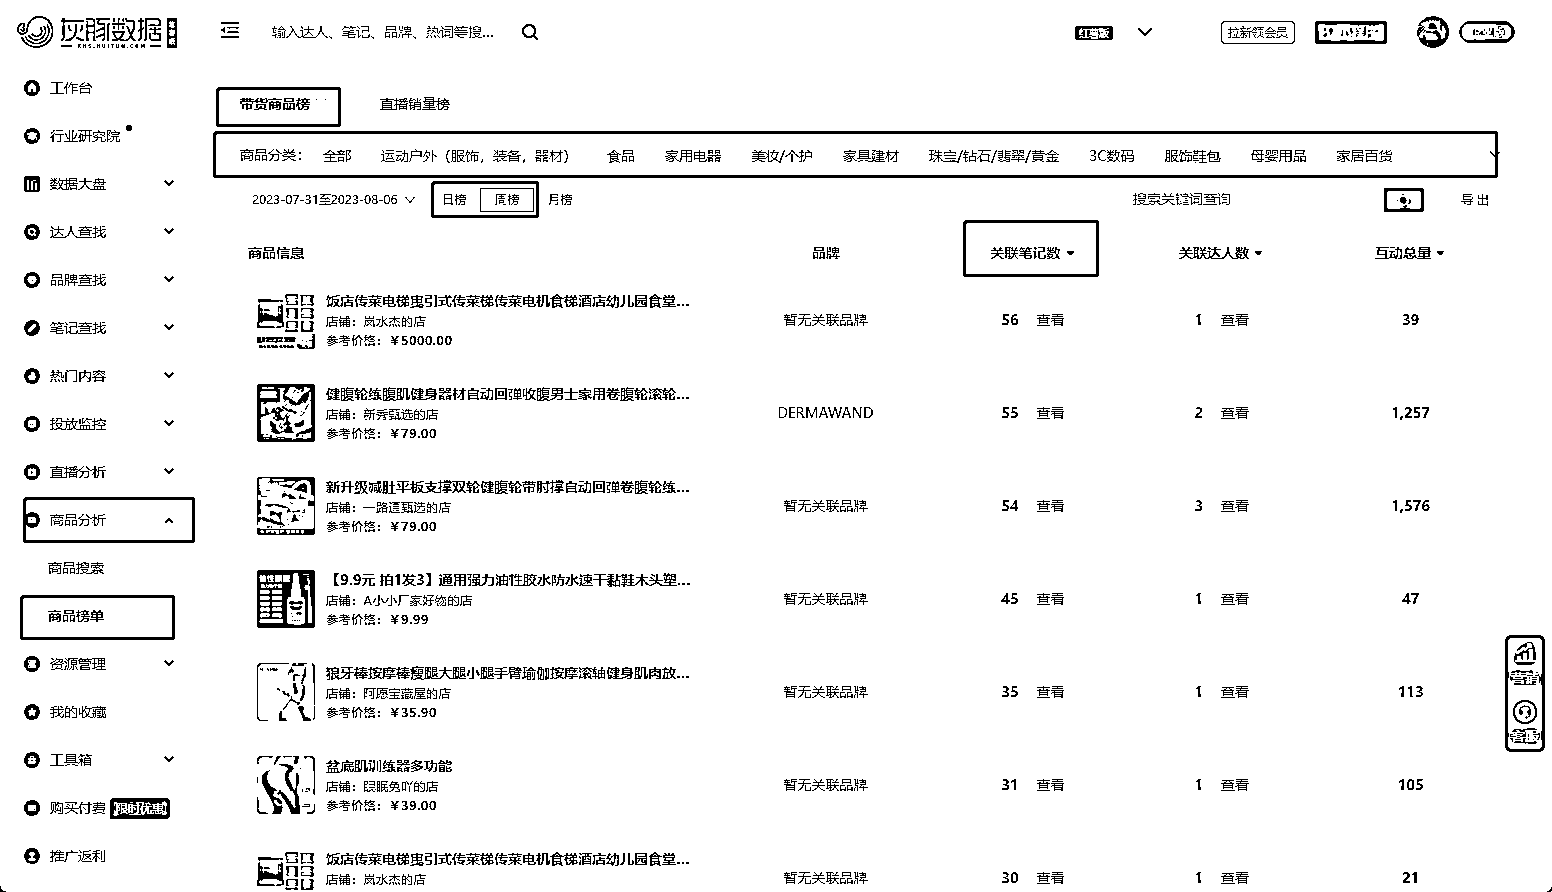 灰豚数据
XHS.HUITUN.COM
输入达人、笔记、品牌、热词等搜...
红薯版
拉新领会员
工作台
行业研究院
数据大盘
达人查找
品牌查找
笔记查找
热门内容
投放监控
直播分析
商品分析
商品搜索
商品榜单
资源管理
我的收藏
工具箱
购买付费 限时优惠
推广返利
带货商品榜 直播销量榜
商品分类： 全部 运动户外（服饰，装备，器材） 食品 家用电器 美妆/个护 家具建材 珠宝/钻石/翡翠/黄金 3C数码 服饰鞋包 母婴用品 家居百货
2023-07-31至2023-08-06 日榜 周榜 月榜 搜索关键词查询 导出
商品信息 品牌 关联笔记数 关联达人数 互动总量
饭店传菜电梯曳引式传菜梯传菜电机食梯酒店幼儿园食堂...
店铺：岚水杰的店
参考价格：￥5000.00
暂无关联品牌 56 查看 1 查看 39
健腹轮练腹肌健身器材自动回弹收腹男士家用卷腹轮滚轮...
店铺：新秀甄选的店
参考价格：￥79.00
DERMAWAND 55 查看 2 查看 1,257
新升级减肚平板支撑双轮健腹轮带肘撑自动回弹卷腹轮练...
店铺：一路通甄选的店
参考价格：￥79.00
暂无关联品牌 54 查看 3 查看 1,576
【9.9元 拍1发3】通用强力油性胶水防水速干黏鞋木头塑...
店铺：A小小厂家好物的店
参考价格：￥9.99
暂无关联品牌 45 查看 1 查看 47
狼牙棒按摩棒瘦腿大腿小腿手臂瑜伽按摩滚轴健身肌肉放...
店铺：阿愿宝藏屋的店
参考价格：￥35.90
暂无关联品牌 35 查看 1 查看 113
盆底肌训练器多功能
店铺：眼眠兔吖的店
参考价格：￥39.00
暂无关联品牌 31 查看 1 查看 105
饭店传菜电梯曳引式传菜梯传菜电机食梯酒店幼儿园食堂...
店铺：岚水杰的店
暂无关联品牌 30 查看 1 查看 21
客服